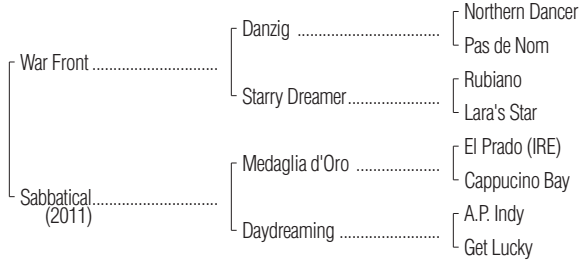 Northern Dancer
Danzig ..............................
Pas de Nom
War Front ............................
Rubiano
Starry Dreamer......................
Lara's Star
El Prado (IRE)
Medaglia d'Oro ....................
Cappucino Bay
Sabbatical............................
(2011)
A.P. Indy
Daydreaming ........................
Get Lucky